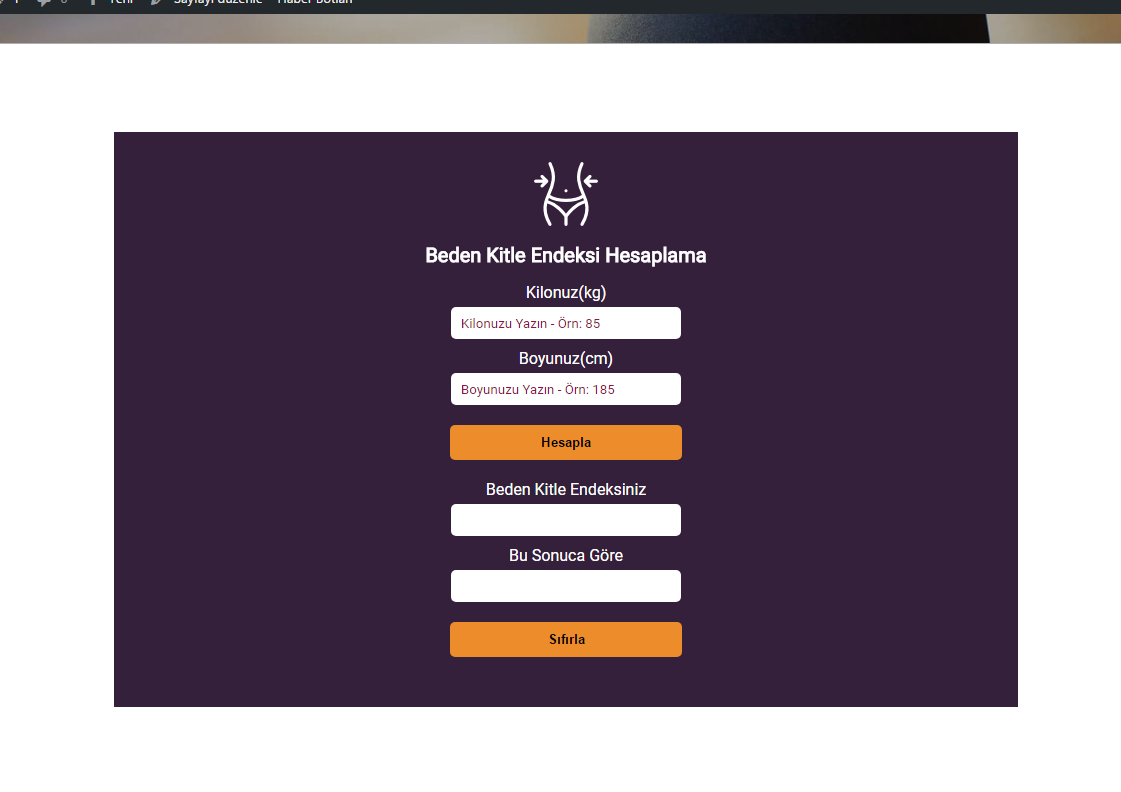 1
0
Yeni
Sayfayı düzenle
Haber Botları
Beden Kitle Endeksi Hesaplama
Kilonuz(kg)
Kilonuzu Yazın - Örn: 85
Boyunuz(cm)
Boyunuzu Yazın - Örn: 185
Hesapla
Beden Kitle Endeksiniz
Bu Sonuca Göre
Sıfırla